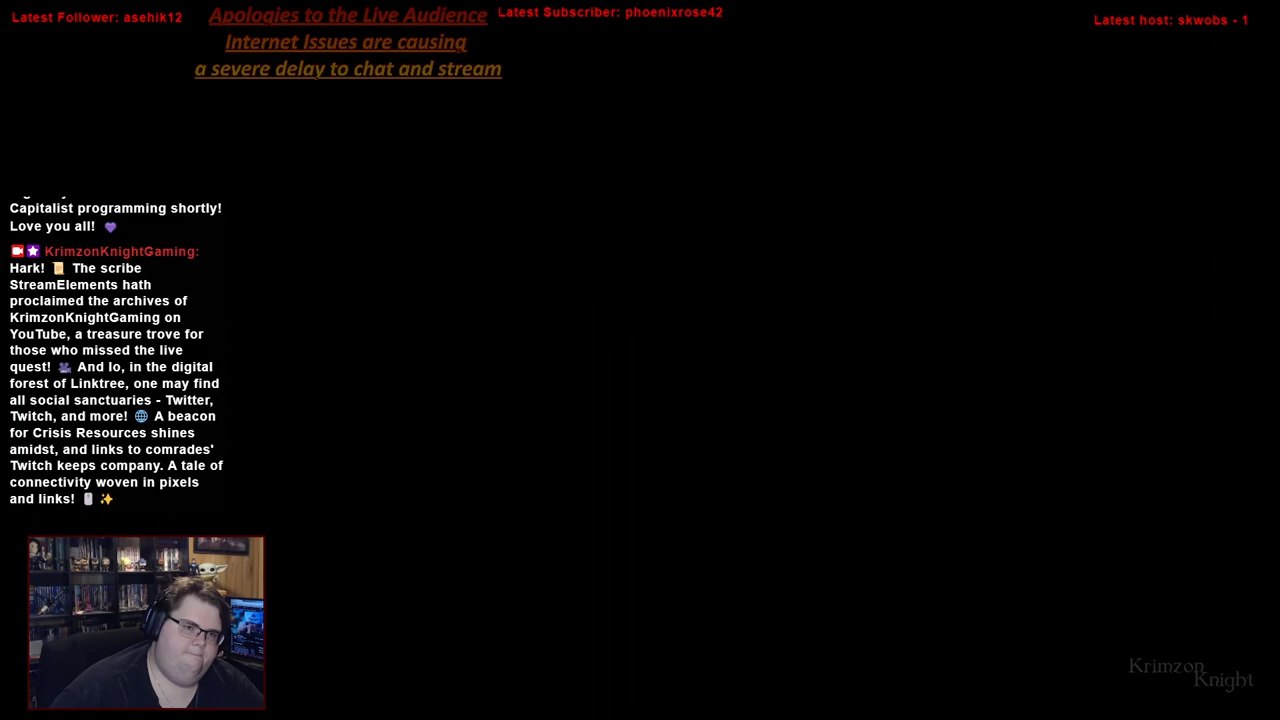 Latest Follower: asehik12
Apologies to the Live Audience
Internet Issues are causing
a severe delay to chat and stream
Latest Subscriber: phoenixrose42
Latest host: skwobs - 1
Capitalist programming shortly!
Love you all! 💜
KrimzonKnightGaming:
Hark! 📜 The scribe
StreamElements hath
proclaimed the archives of
KrimzonKnightGaming on
YouTube, a treasure trove for
those who missed the live
quest! 🎥 And lo, in the digital
forest of Linktree, one may find
all social sanctuaries - Twitter,
Twitch, and more! 🌐 A beacon
for Crisis Resources shines
amidst, and links to comrades'
Twitch keeps company. A tale of
connectivity woven in pixels
and links! 🖱️ ✨
Krimzon
Knight